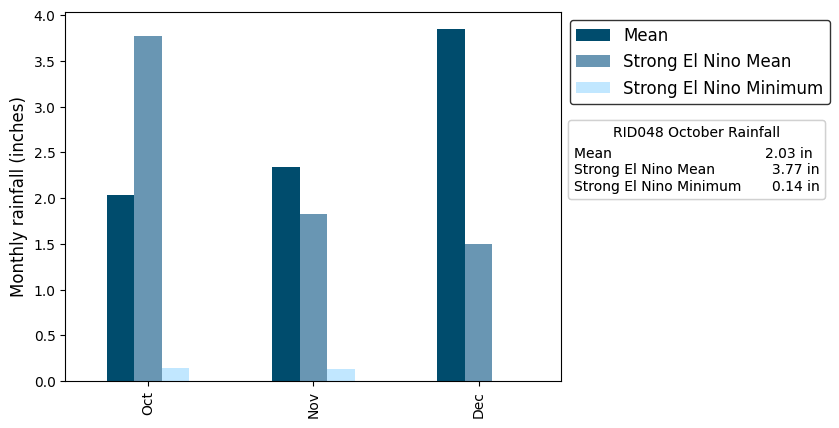 4.0
3.5
3.0
2.5
2.0
1.5
1.0
0.5
0.0
Monthly rainfall (inches)
Oct
Nov
Dec
Mean
Strong El Nino Mean
Strong El Nino Minimum
RID048 October Rainfall
Mean 2.03 in
Strong El Nino Mean 3.77 in
Strong El Nino Minimum 0.14 in